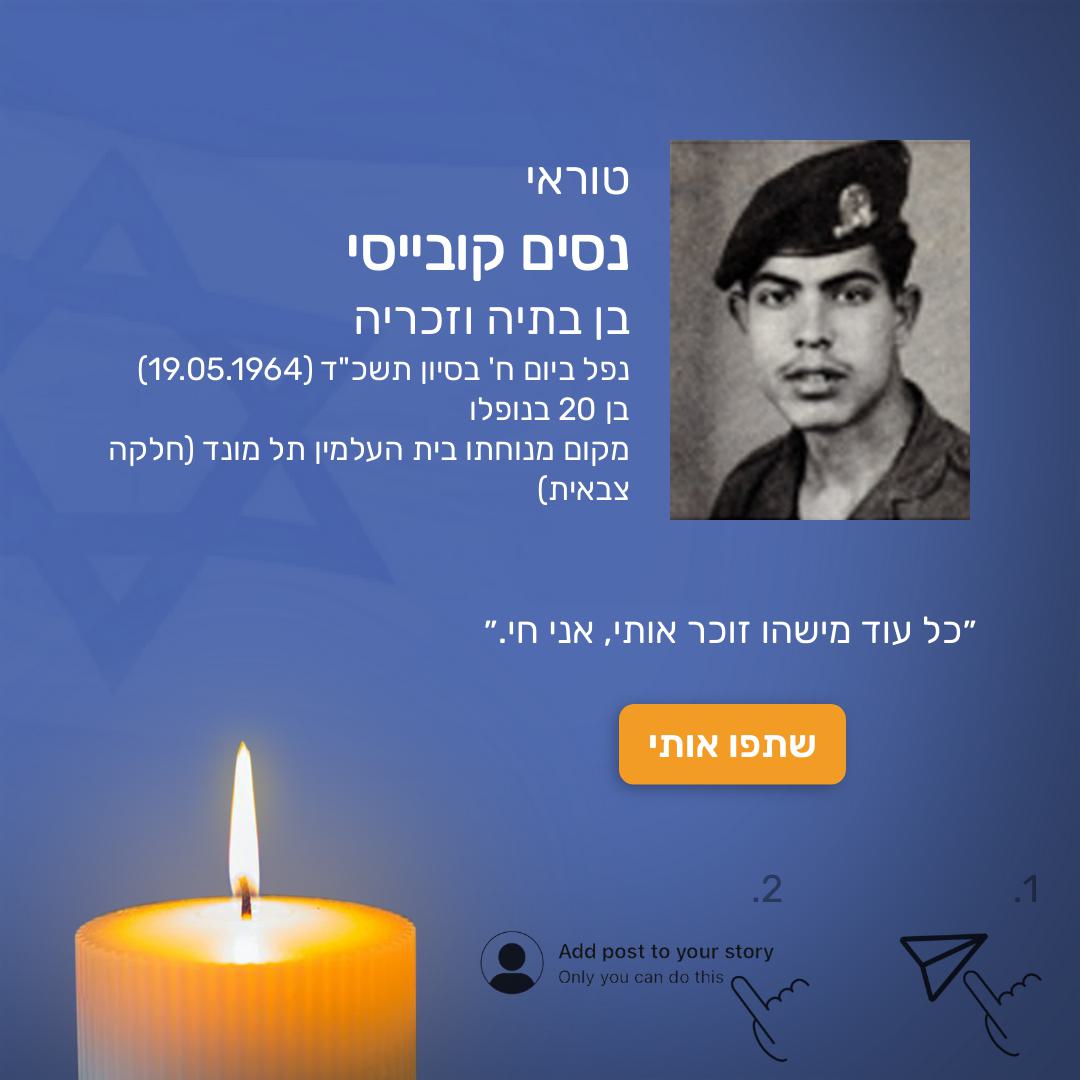 טוראי
נסים קובייסי
בן בתיה וזכריה
נפל ביום ח' בסיון תשכ"ד (19.05.1964)
בן 20 בנופלו
מקום מנוחתו בית העלמין תל מונד (חלקה
צבאית)
״כל עוד מישהו זוכר אותי, אני חי.״
שתפו אותי
1.
2.
Add post to your story
Only you can do this